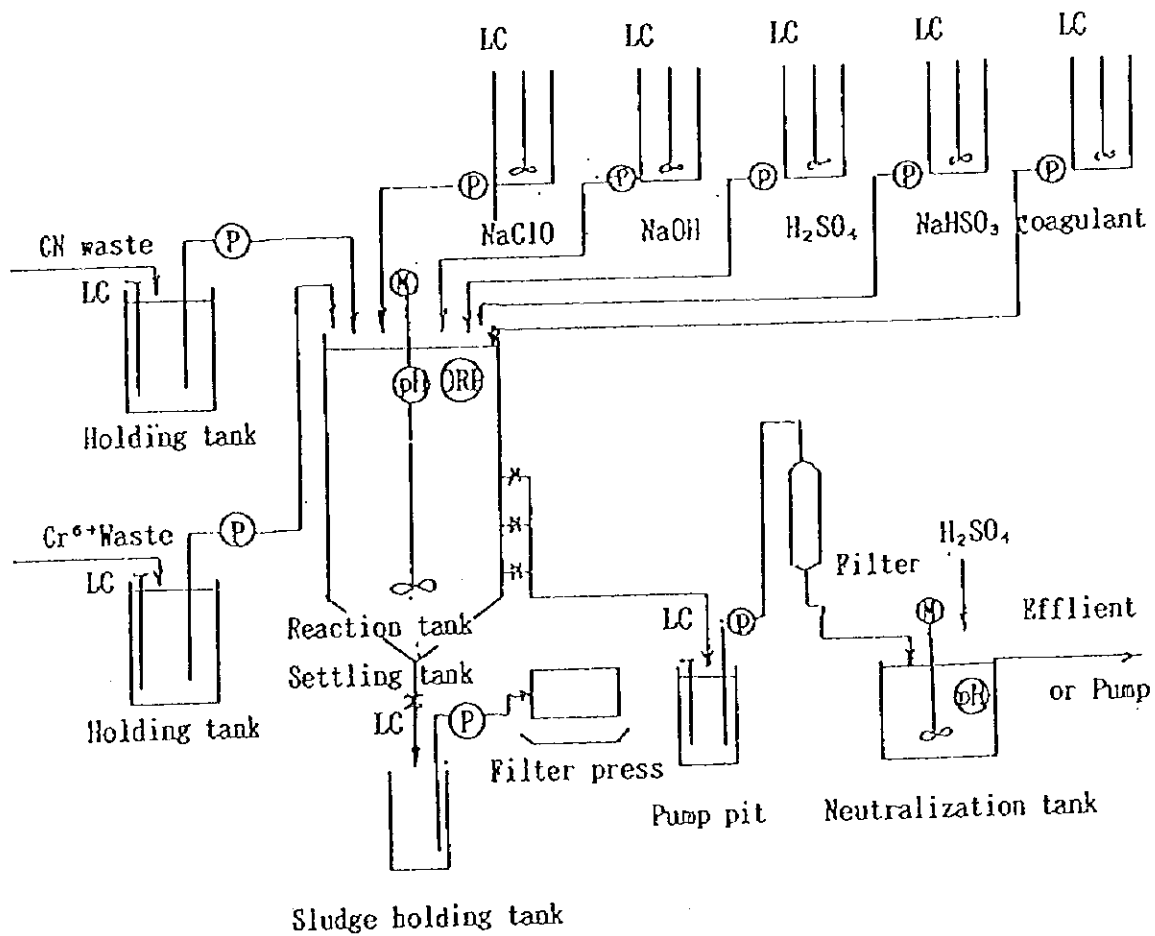 LC LC LC LC LC
P P P P P
NaClO NaOH H₂SO₄ NaHSO₃ coagulant
CN waste
P
LC
M
pH ORP
Holding tank
Cr⁶⁺Waste
P
LC
Holding tank
Reaction tank
Settling tank
LC
P
Filter press
Sludge holding tank
LC
P
Pump pit
Filter
H₂SO₄
M
pH
Efflient
or Pump
Neutralization tank